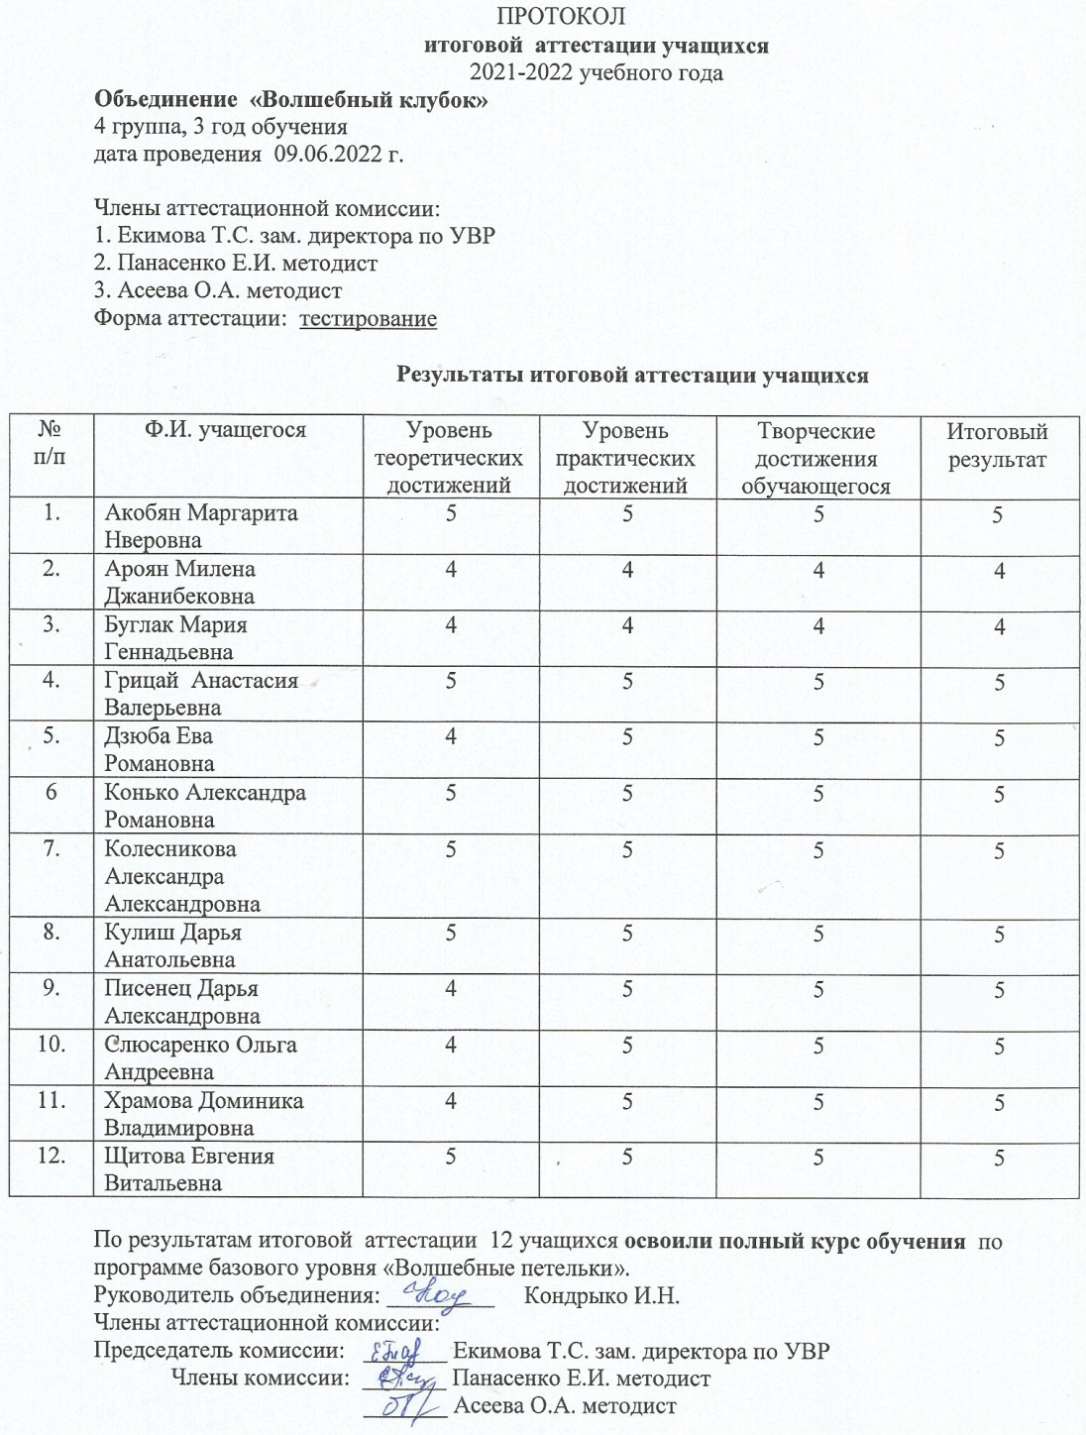 ПРОТОКОЛ
итоговой аттестации учащихся
2021-2022 учебного года
Объединение «Волшебный клубок»
4 группа, 3 год обучения
дата проведения 09.06.2022 г.
Члены аттестационной комиссии:
1. Екимова Т.С. зам. директора по УВР
2. Панасенко Е.И. методист
3. Асеева О.А. методист
Форма аттестации: тестирование
Результаты итоговой аттестации учащихся
№ Ф.И. учащегося Уровень Уровень Творческие Итоговый
п/п теоретических практических достижения результат
достижений достижений обучающегося
1. Акобян Маргарита 5 5 5 5
Нверовна
2. Ароян Милена 4 4 4 4
Джанибековна
3. Буглак Мария 4 4 4 4
Геннадьевна
4. Грицай Анастасия 5 5 5 5
Валерьевна
5. Дзюба Ева 4 5 5 5
Романовна
6 Конько Александра 5 5 5 5
Романовна
7. Колесникова 5 5 5 5
Александра
Александровна
8. Кулиш Дарья 5 5 5 5
Анатольевна
9. Писенец Дарья 4 5 5 5
Александровна
10. Слюсаренко Ольга 4 5 5 5
Андреевна
11. Храмова Доминика 4 5 5 5
Владимировна
12. Щитова Евгения 5 5 5 5
Витальевна
По результатам итоговой аттестации 12 учащихся освоили полный курс обучения по
программе базового уровня «Волшебные петельки».
Руководитель объединения: Кондрыко И.Н.
Члены аттестационной комиссии:
Председатель комиссии: Екимова Т.С. зам. директора по УВР
Члены комиссии: Панасенко Е.И. методист
Асеева О.А. методист